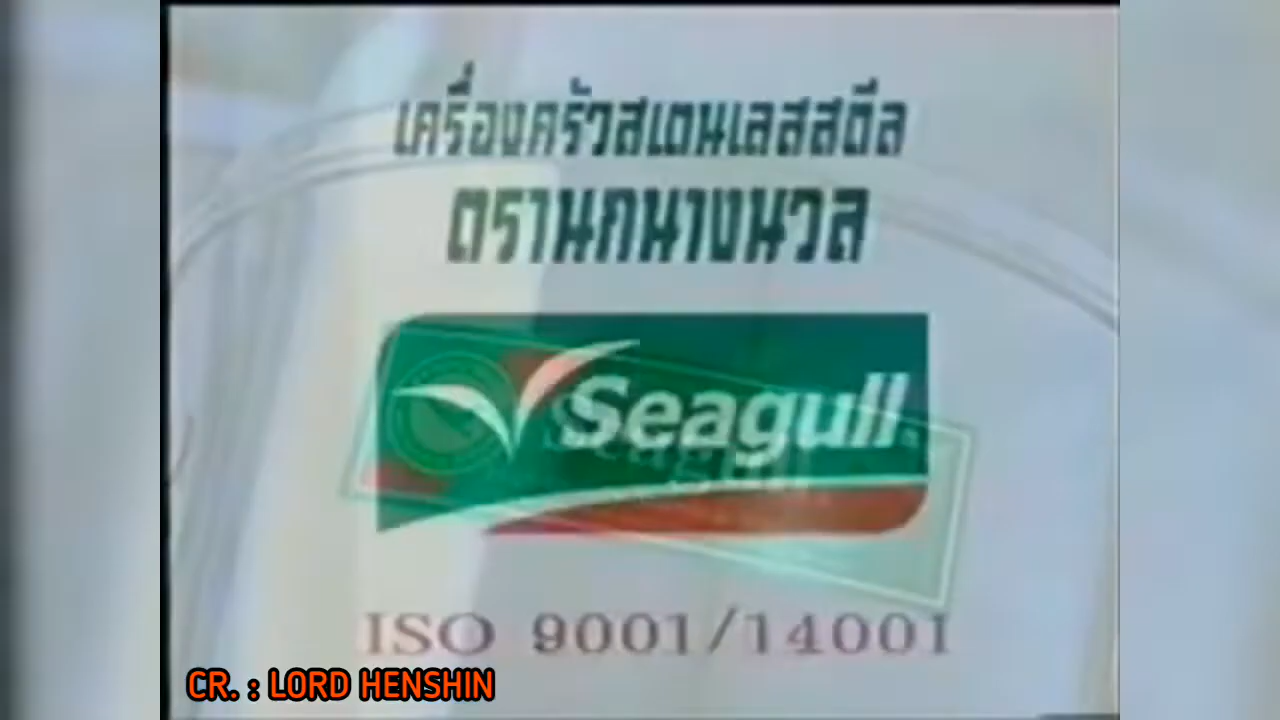 เครื่องครัวสเตนเลสสตีล
ตรานกนางนวล
Seagull
Seagull
ISO 9001/14001
CR. : LORD HENSHIN